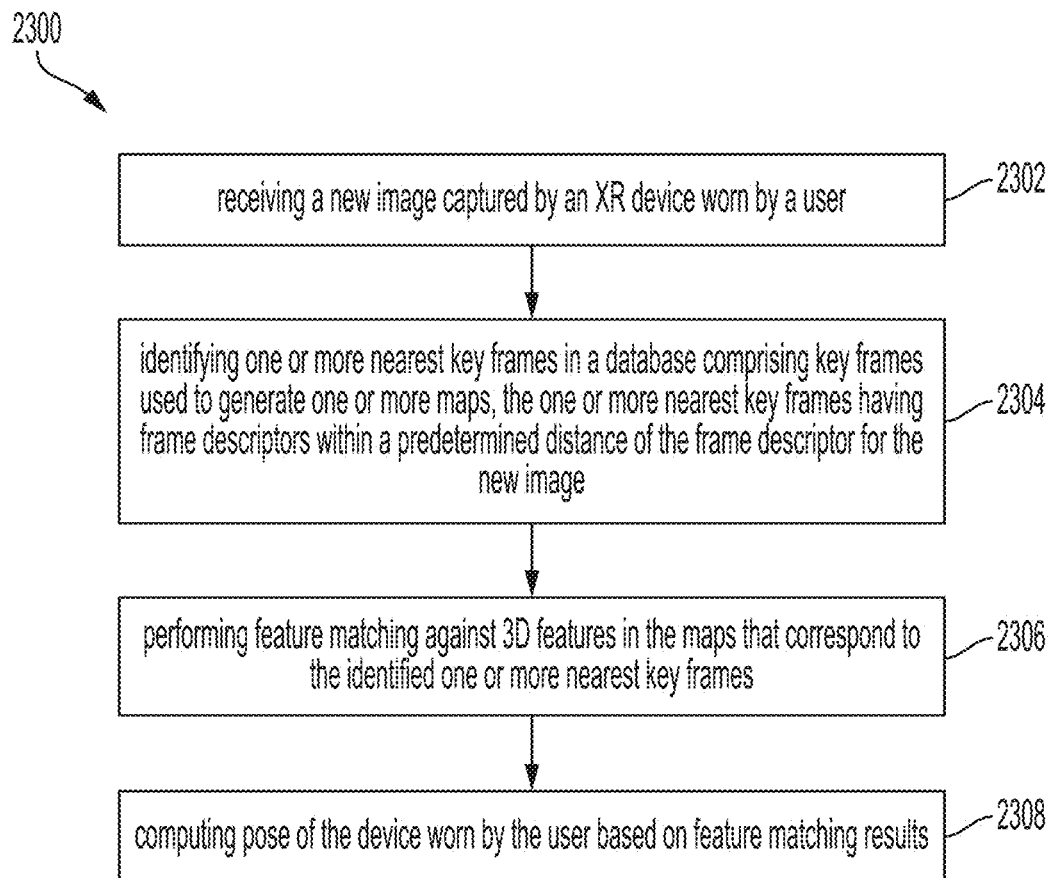 2300
receiving a new image captured by an XR device worn by a user
2302
identifying one or more nearest key frames in a database comprising key frames
used to generate one or more maps, the one or more nearest key frames having
frame descriptors within a predetermined distance of the frame descriptor for the
new image
2304
performing feature matching against 3D features in the maps that correspond to
the identified one or more nearest key frames
2306
computing pose of the device worn by the user based on feature matching results
2308